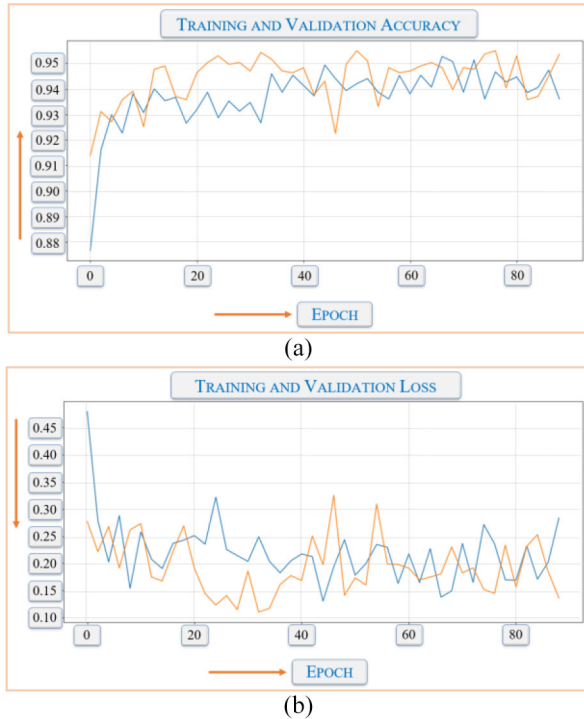 TRAINING AND VALIDATION ACCURACY
0.95
0.94
0.93
0.92
0.91
0.90
0.89
0.88
0 20 40 60 80
EPOCH
(a)
TRAINING AND VALIDATION LOSS
0.45
0.40
0.35
0.30
0.25
0.20
0.15
0.10
0 20 40 60 80
EPOCH
(b)